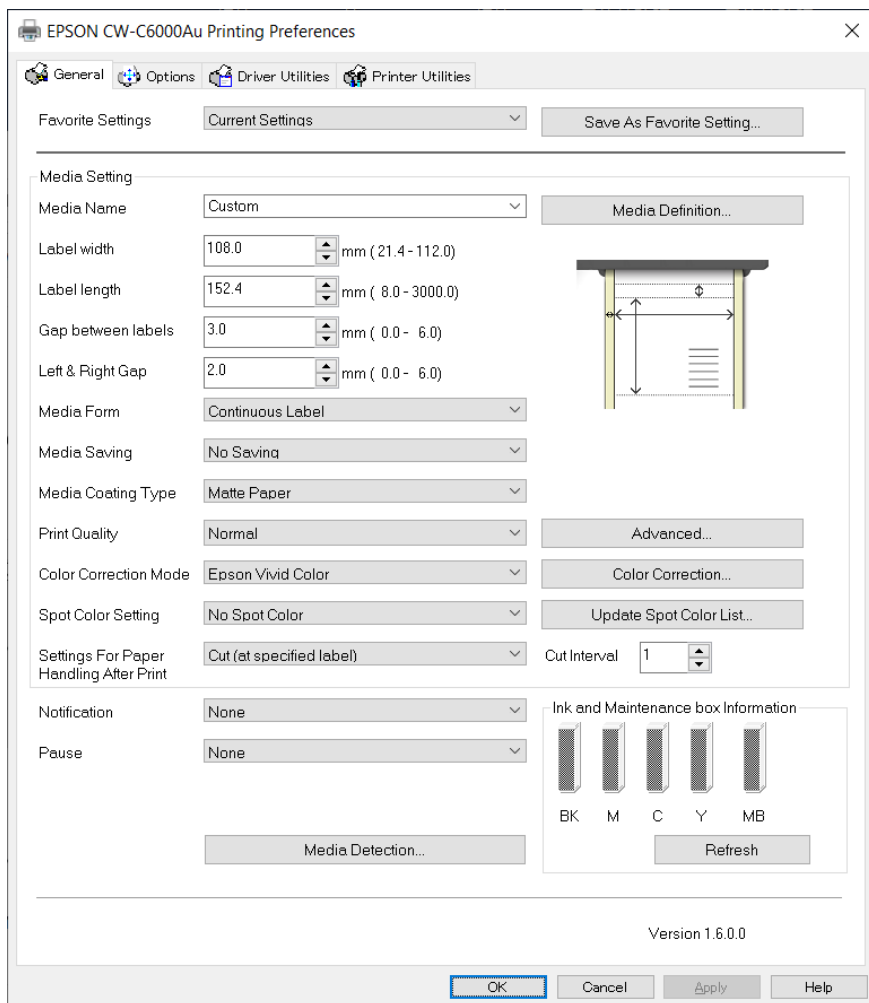 EPSON CW-C6000Au Printing Preferences
General Options Driver Utilities Printer Utilities
Favorite Settings Current Settings Save As Favorite Setting...
Media Setting
Media Name Custom Media Definition...
Label width 108.0 mm ( 21.4 - 112.0)
Label length 152.4 mm ( 8.0 - 3000.0)
Gap between labels 3.0 mm ( 0.0 - 6.0)
Left & Right Gap 2.0 mm ( 0.0 - 6.0)
Media Form Continuous Label
Media Saving No Saving
Media Coating Type Matte Paper
Print Quality Normal Advanced...
Color Correction Mode Epson Vivid Color Color Correction...
Spot Color Setting No Spot Color Update Spot Color List...
Settings For Paper Cut (at specified label) Cut Interval 1
Handling After Print
Notification None Ink and Maintenance box Information
Pause None
BK M C Y MB
Media Detection... Refresh
Version 1.6.0.0
OK Cancel Apply Help